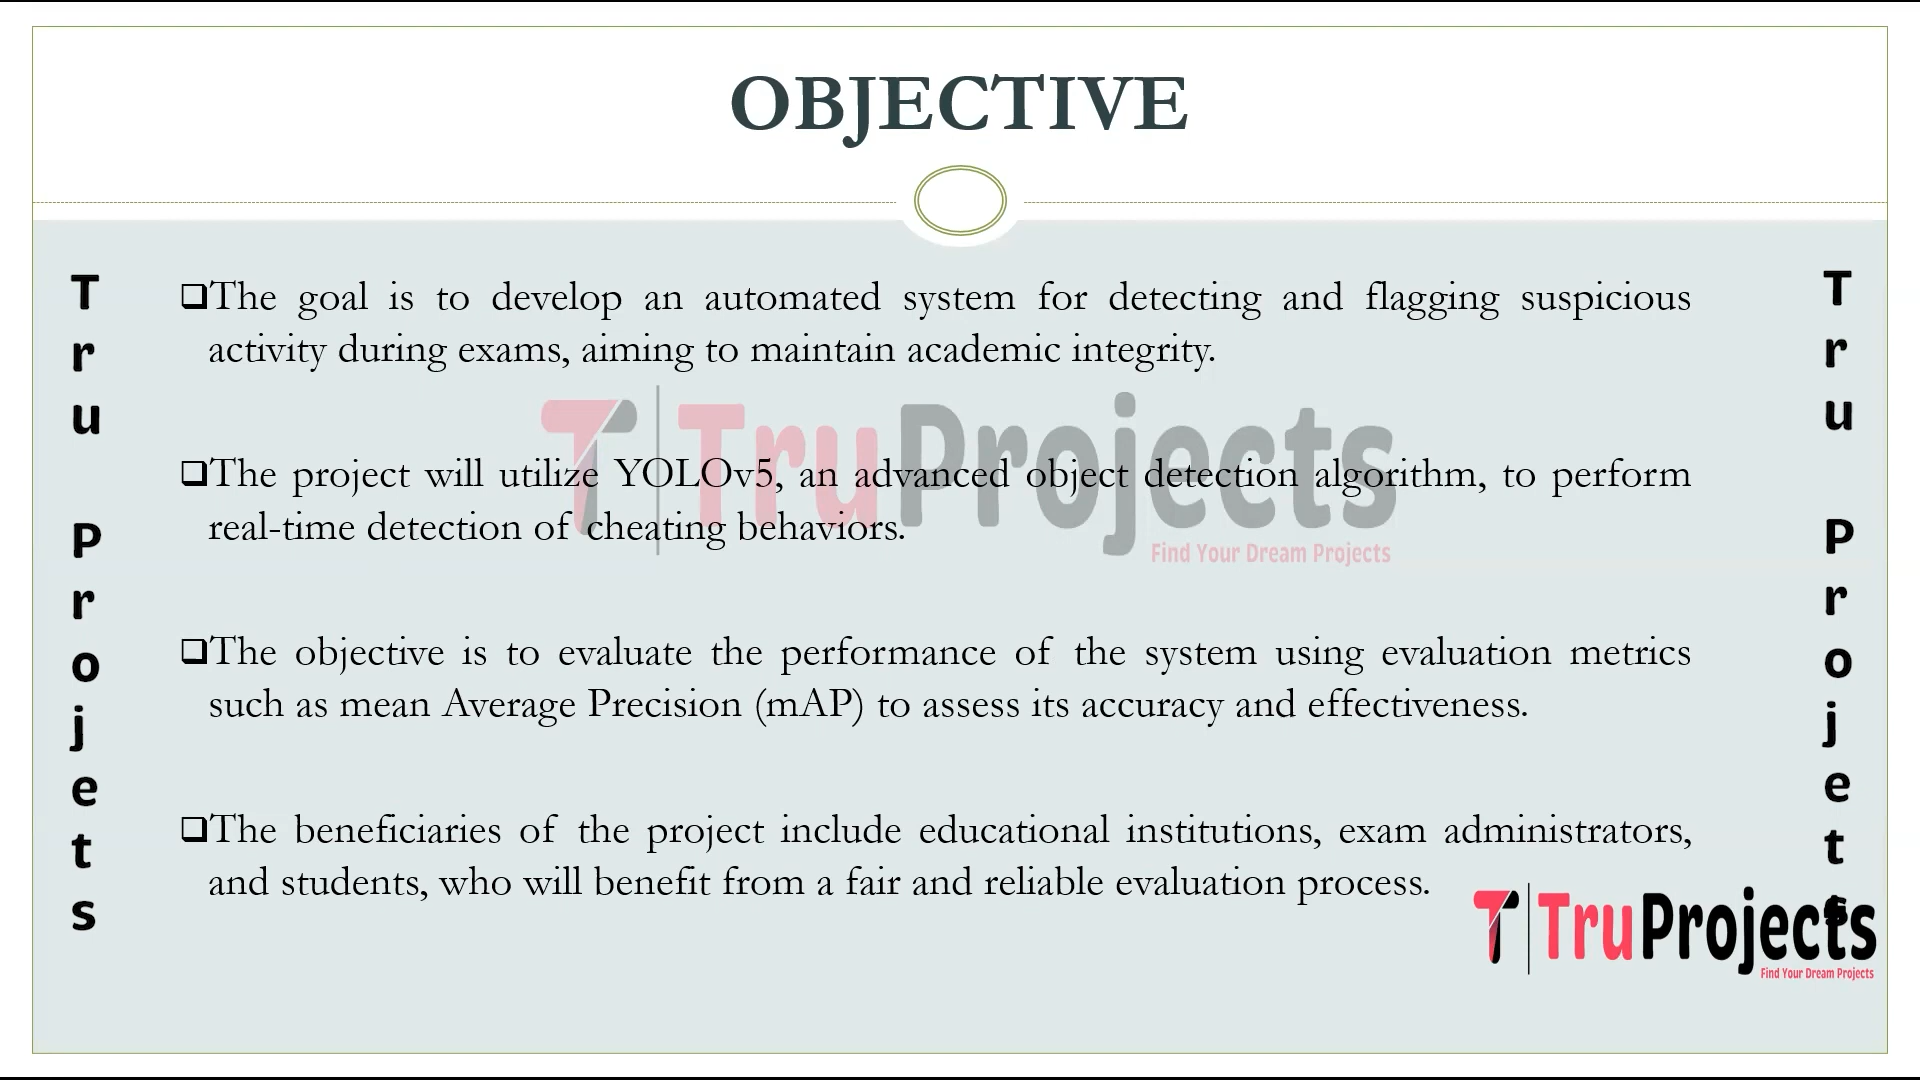 OBJECTIVE
❑The goal is to develop an automated system for detecting and flagging suspicious
activity during exams, aiming to maintain academic integrity.
❑The project will utilize YOLOv5, an advanced object detection algorithm, to perform
real-time detection of cheating behaviors.
❑The objective is to evaluate the performance of the system using evaluation metrics
such as mean Average Precision (mAP) to assess its accuracy and effectiveness.
❑The beneficiaries of the project include educational institutions, exam administrators,
and students, who will benefit from a fair and reliable evaluation process.
Tru Projets
Tru Projets
TruProjects
Find Your Dream Projects
TruProjects
Find Your Dream Projects